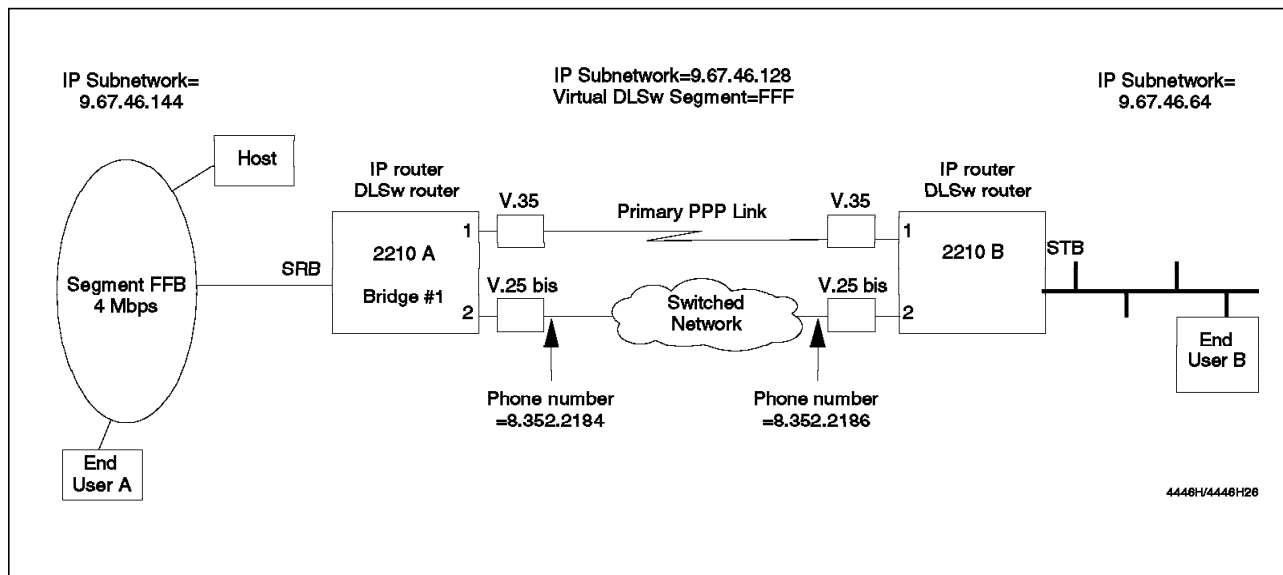 IP Subnetwork=
9.67.46.144
IP Subnetwork=9.67.46.128
Virtual DLSw Segment=FFF
IP Subnetwork=
9.67.46.64
Host
IP router
DLSw router
IP router
DLSw router
V.35
Primary PPP Link
V.35
1
2210 A
1
2210 B
STB
SRB
Segment FFB
4 Mbps
Bridge #1
V.25 bis
Switched
Network
V.25 bis
2
2
End
User B
Phone number
=8.352.2184
Phone number
=8.352.2186
End
User A
4446H/4446H26